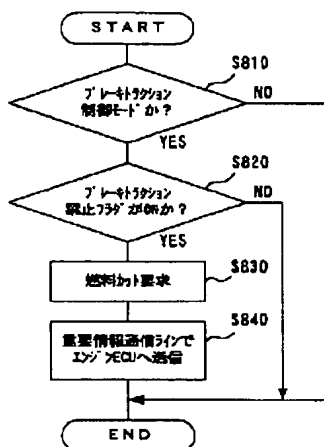 START
S810
ブレーキトラクション
制御モードか？
NO
YES
S820
ブレーキトラクション
禁止フラグがONか？
NO
YES
S830
燃料カット要求
S840
重要情報通信ラインで
エンジンECUへ送信
END